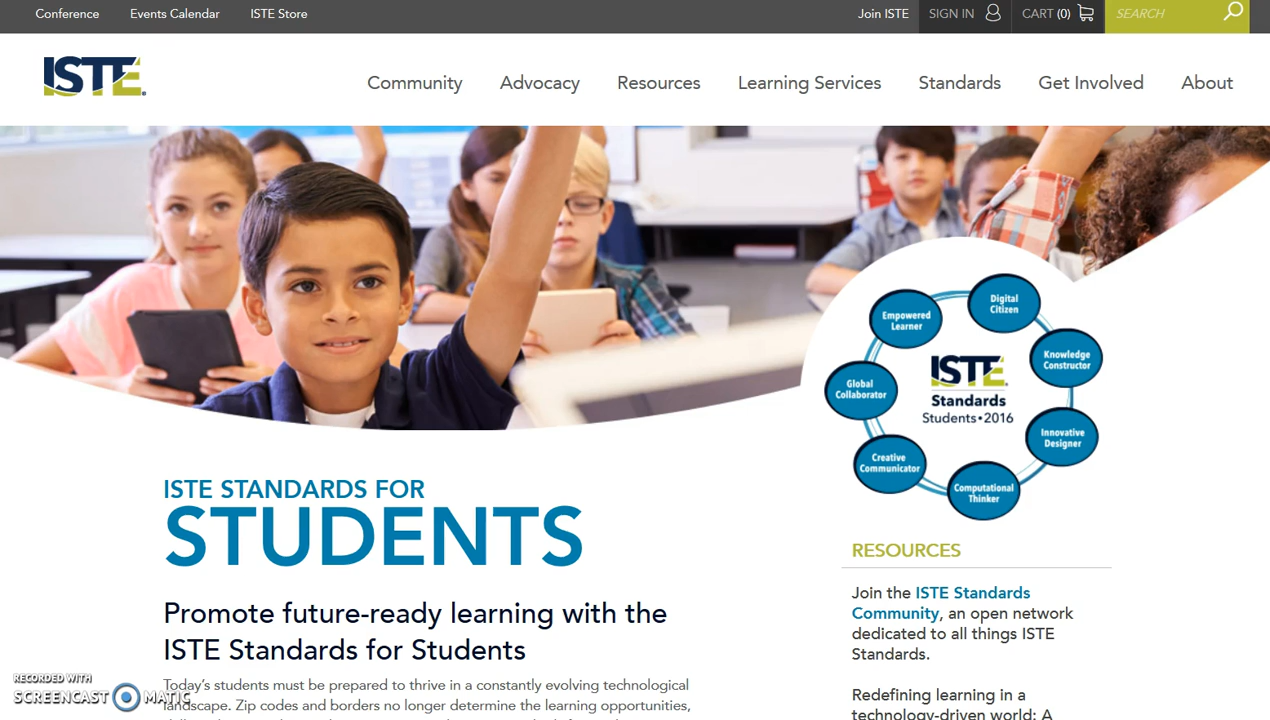 Conference Events Calendar ISTE Store Join ISTE SIGN IN CART (0) SEARCH
ISTE
Community Advocacy Resources Learning Services Standards Get Involved About
Digital
Citizen
Empowered
Learner
Knowledge
Constructor
Global
Collaborator
ISTE
Standards
Students•2016
Innovative
Designer
Creative
Communicator
Computational
Thinker
ISTE STANDARDS FOR
STUDENTS
Promote future-ready learning with the
ISTE Standards for Students
Today's students must be prepared to thrive in a constantly evolving technological
landscape. Zip codes and borders no longer determine the learning opportunities,
RESOURCES
Join the ISTE Standards
Community, an open network
dedicated to all things ISTE
Standards.
Redefining learning in a
technology-driven world: A
RECORDED WITH
SCREENCAST MATIC